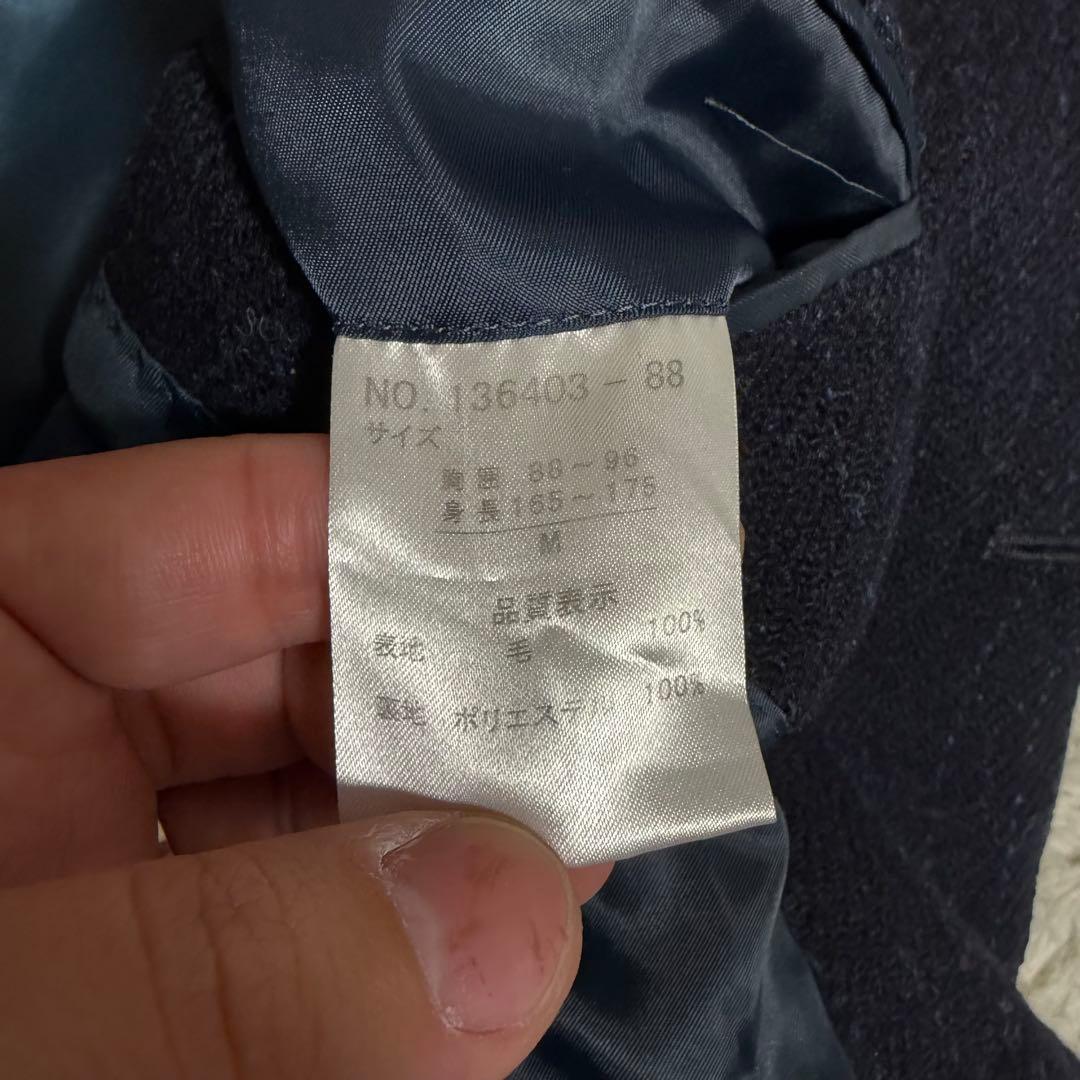 NO. 136403 - 88
サイズ
胸囲 88～96
身長 165～175
M
品質表示
表地 毛 100%
裏地 ポリエステル 100%